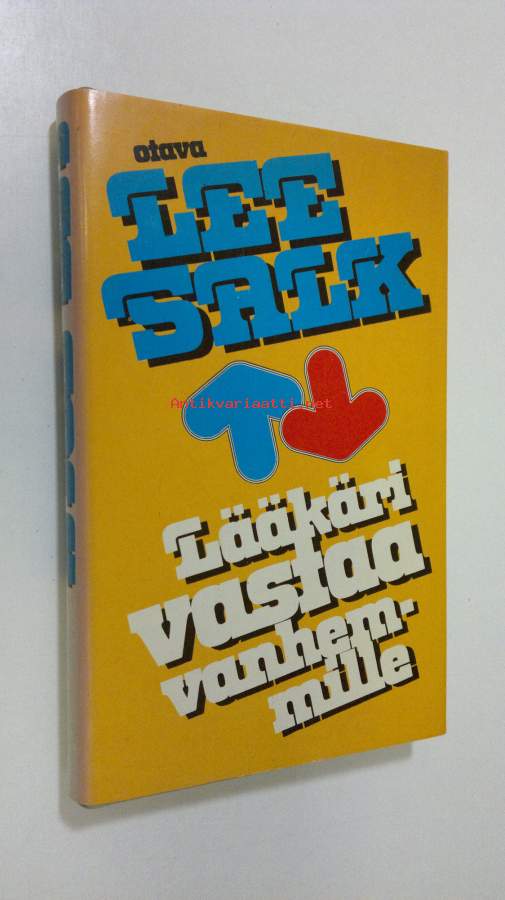 otava
LEE
SALK
Antikvariaatti.net
Lääkäri
vastaa
vanhem-
mille